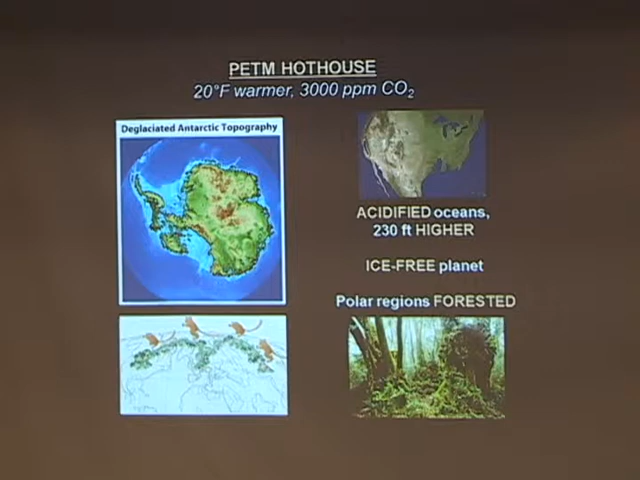 PETM HOTHOUSE
20°F warmer, 3000 ppm CO₂
Deglaciated Antarctic Topography
ACIDIFIED oceans,
230 ft HIGHER
ICE-FREE planet
Polar regions FORESTED